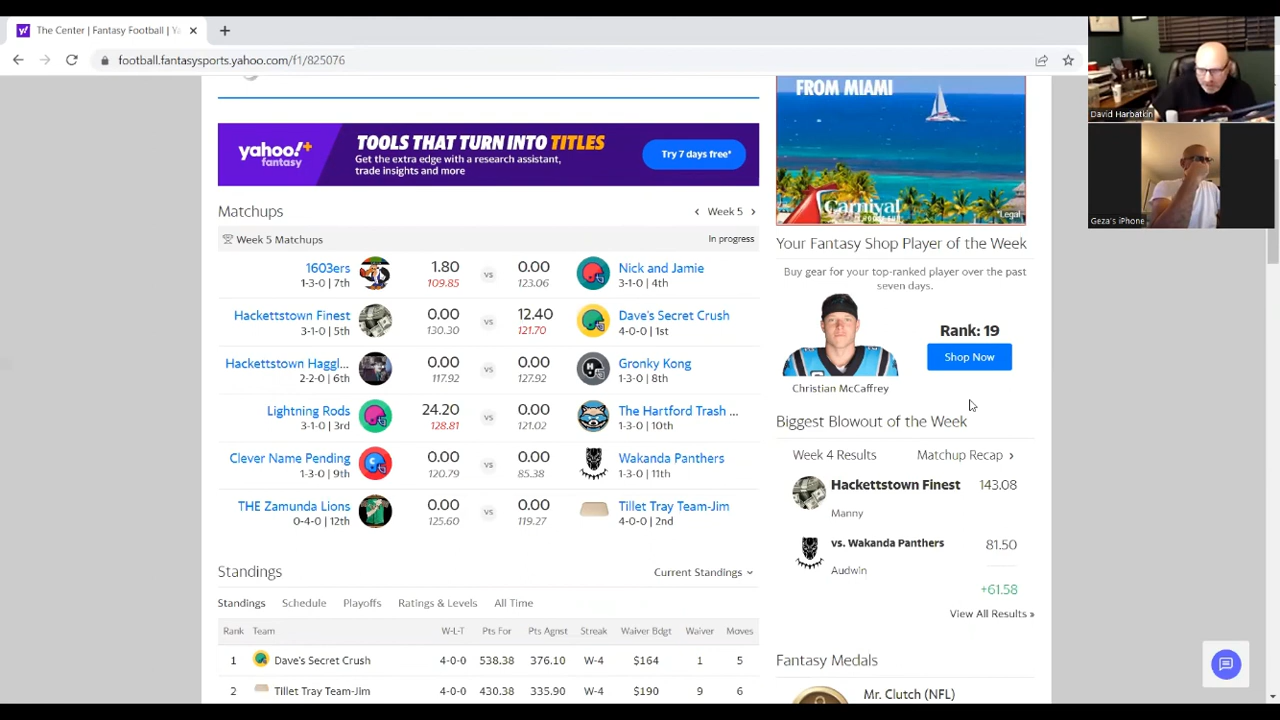 The Center | Fantasy Football | Ya
football.fantasysports.yahoo.com/f1/825076
yahoo!+
fantasy
TOOLS THAT TURN INTO TITLES
Get the extra edge with a research assistant,
trade insights and more
Try 7 days free*
Matchups
Week 5
Week 5 Matchups
In progress
1603ers
1-3-0 | 7th
1.80
109.85
vs
0.00
123.06
Nick and Jamie
3-1-0 | 4th
Hackettstown Finest
3-1-0 | 5th
0.00
130.30
vs
12.40
121.70
Dave's Secret Crush
4-0-0 | 1st
Hackettstown Haggl...
2-2-0 | 6th
0.00
117.92
vs
0.00
127.92
Gronky Kong
1-3-0 | 8th
Lightning Rods
3-1-0 | 3rd
24.20
128.81
vs
0.00
121.02
The Hartford Trash ...
1-3-0 | 10th
Clever Name Pending
1-3-0 | 9th
0.00
120.79
vs
0.00
85.38
Wakanda Panthers
1-3-0 | 11th
THE Zamunda Lions
0-4-0 | 12th
0.00
125.60
vs
0.00
119.27
Tillet Tray Team-Jim
4-0-0 | 2nd
Standings
Current Standings
Standings Schedule Playoffs Ratings & Levels All Time
Rank Team W-L-T Pts For Pts Agnst Streak Waiver Bdgt Waiver Moves
1 Dave's Secret Crush 4-0-0 538.38 376.10 W-4 $164 1 5
2 Tillet Tray Team-Jim 4-0-0 430.38 335.90 W-4 $190 9 6
FROM MIAMI
Carnival
*Legal
Your Fantasy Shop Player of the Week
Buy gear for your top-ranked player over the past
seven days.
Rank: 19
Shop Now
Christian McCaffrey
Biggest Blowout of the Week
Week 4 Results
Matchup Recap
Hackettstown Finest
143.08
Manny
vs. Wakanda Panthers
81.50
Audwin
+61.58
View All Results »
Fantasy Medals
Mr. Clutch (NFL)
David Harbatkin
Geza's iPhone